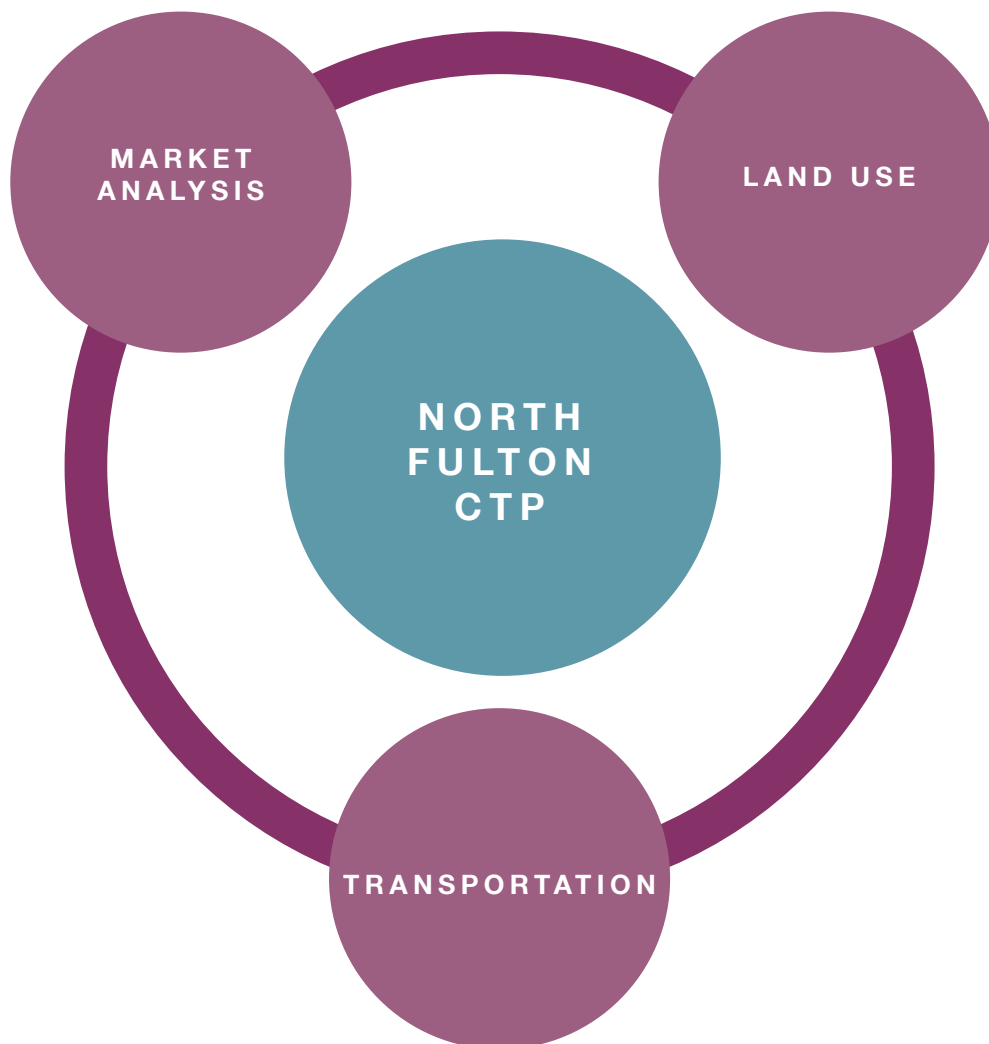 MARKET
ANALYSIS
LAND USE
NORTH
FULTON
CTP
TRANSPORTATION